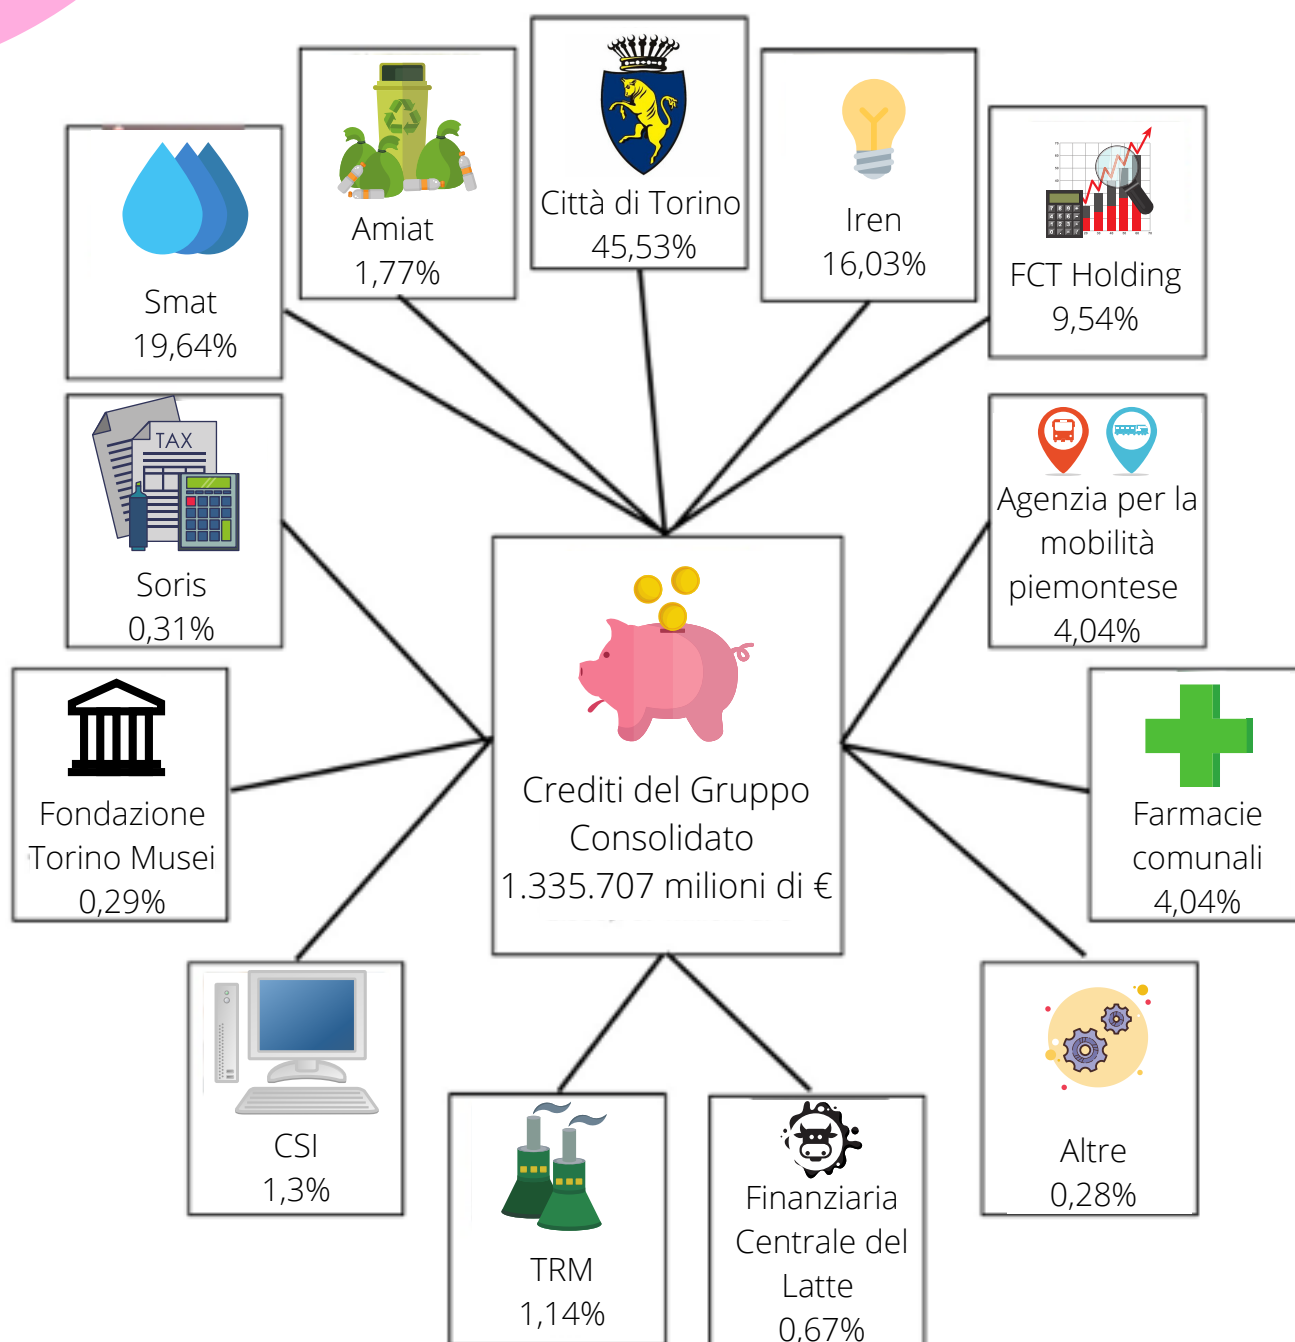 Città di Torino
45,53%
Amiat
1,77%
Iren
16,03%
Smat
19,64%
FCT Holding
9,54%
TAX
Soris
0,31%
Agenzia per la
mobilità
piemontese
4,04%
Fondazione
Torino Musei
0,29%
Crediti del Gruppo
Consolidato
1.335.707 milioni di €
Farmacie
comunali
4,04%
CSI
1,3%
TRM
1,14%
Finanziaria
Centrale del
Latte
0,67%
Altre
0,28%